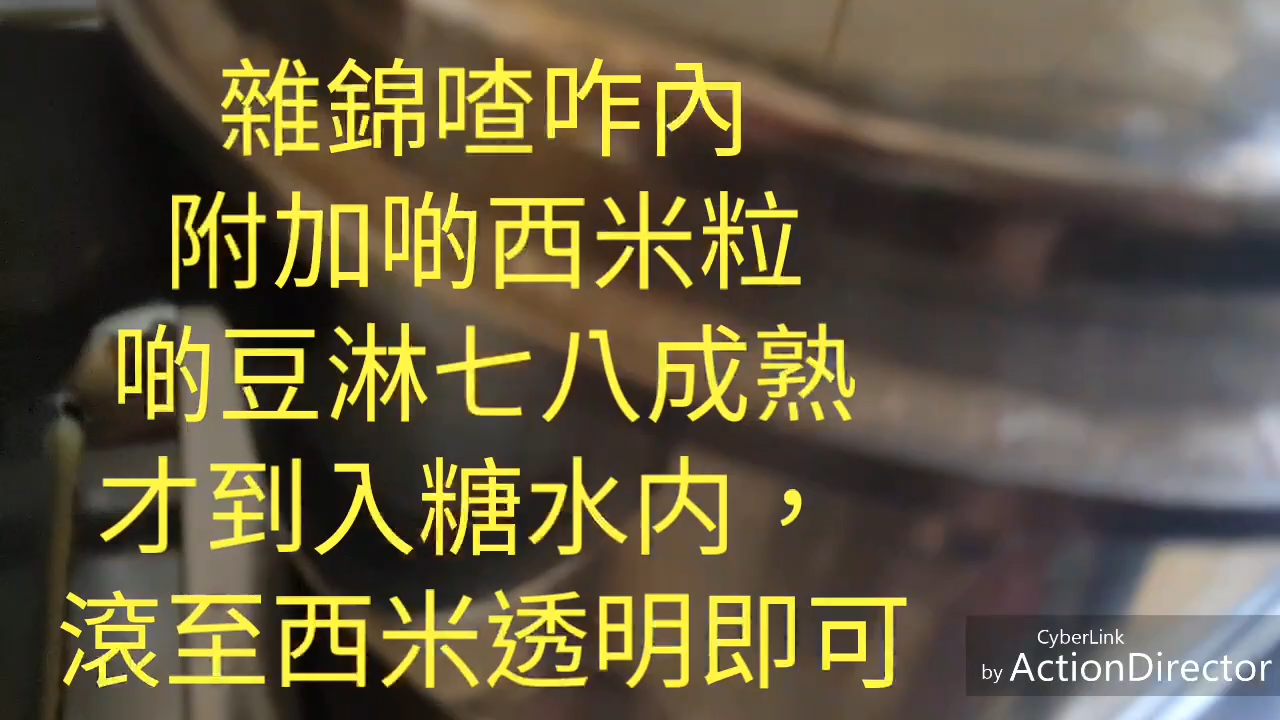 雜錦喳咋內
附加啲西米粒
啲豆淋七八成熟
才到入糖水内，
滾至西米透明即可
CyberLink
by ActionDirector